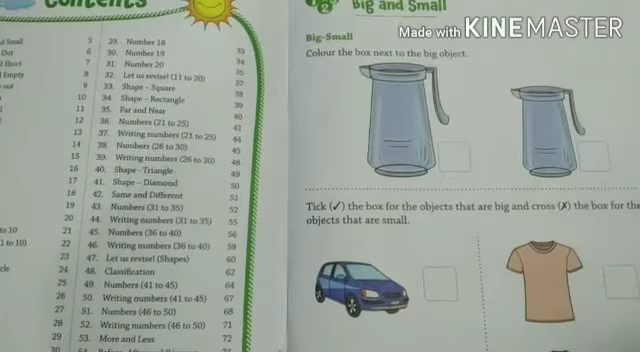 Contents
d Small 5
Out 6
d Short 7
Empty 8
out 9
10
11
12
13
14
15
16
17
18
19
to 10 20
21
1 to 10) 22
23
cle 24
25
26
27
28
29
30
29. Number 18 33
30. Number 19 34
31. Number 20 35
32. Let us revise! (11 to 20) 37
33. Shape - Square 38
34. Shape - Rectangle 39
35. Far and Near 40
36. Numbers (21 to 25) 41
37. Writing numbers (21 to 25) 44
38. Numbers (26 to 30) 45
39. Writing numbers (26 to 30) 48
40. Shape - Triangle 49
41. Shape - Diamond 50
42. Same and Different 51
43. Numbers (31 to 35) 52
44. Writing numbers (31 to 35) 55
45. Numbers (36 to 40) 56
46. Writing numbers (36 to 40) 59
47. Let us revise! (Shapes) 60
48. Classification 62
49. Numbers (41 to 45) 64
50. Writing numbers (41 to 45) 67
51. Numbers (46 to 50) 68
52. Writing numbers (46 to 50) 71
53. More and Less 72
Big and Small
Made with KINEMASTER
Big-Small
Colour the box next to the big object.
Tick (✓) the box for the objects that are big and cross (✗) the box for the
objects that are small.